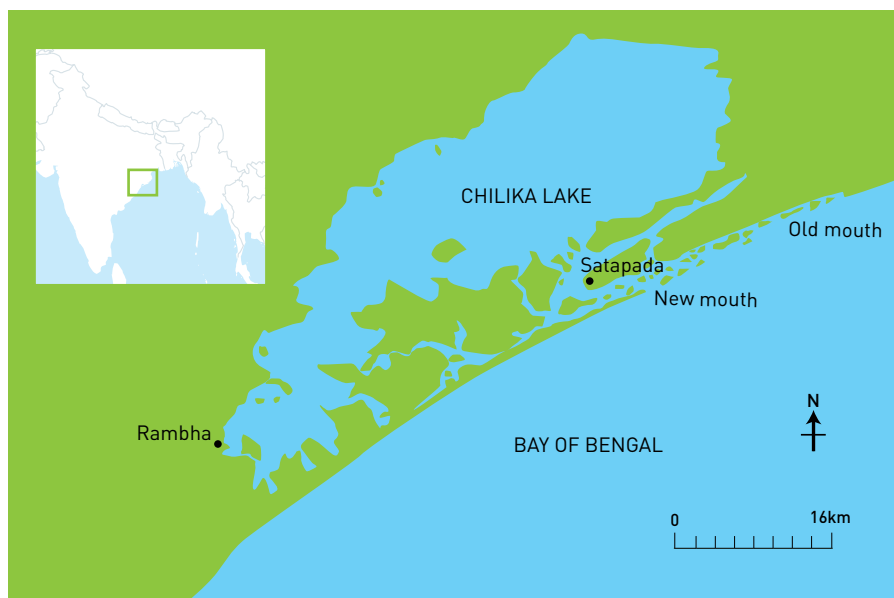 CHILIKA LAKE
Old mouth
Satapada
New mouth
N
Rambha
BAY OF BENGAL
0 16km